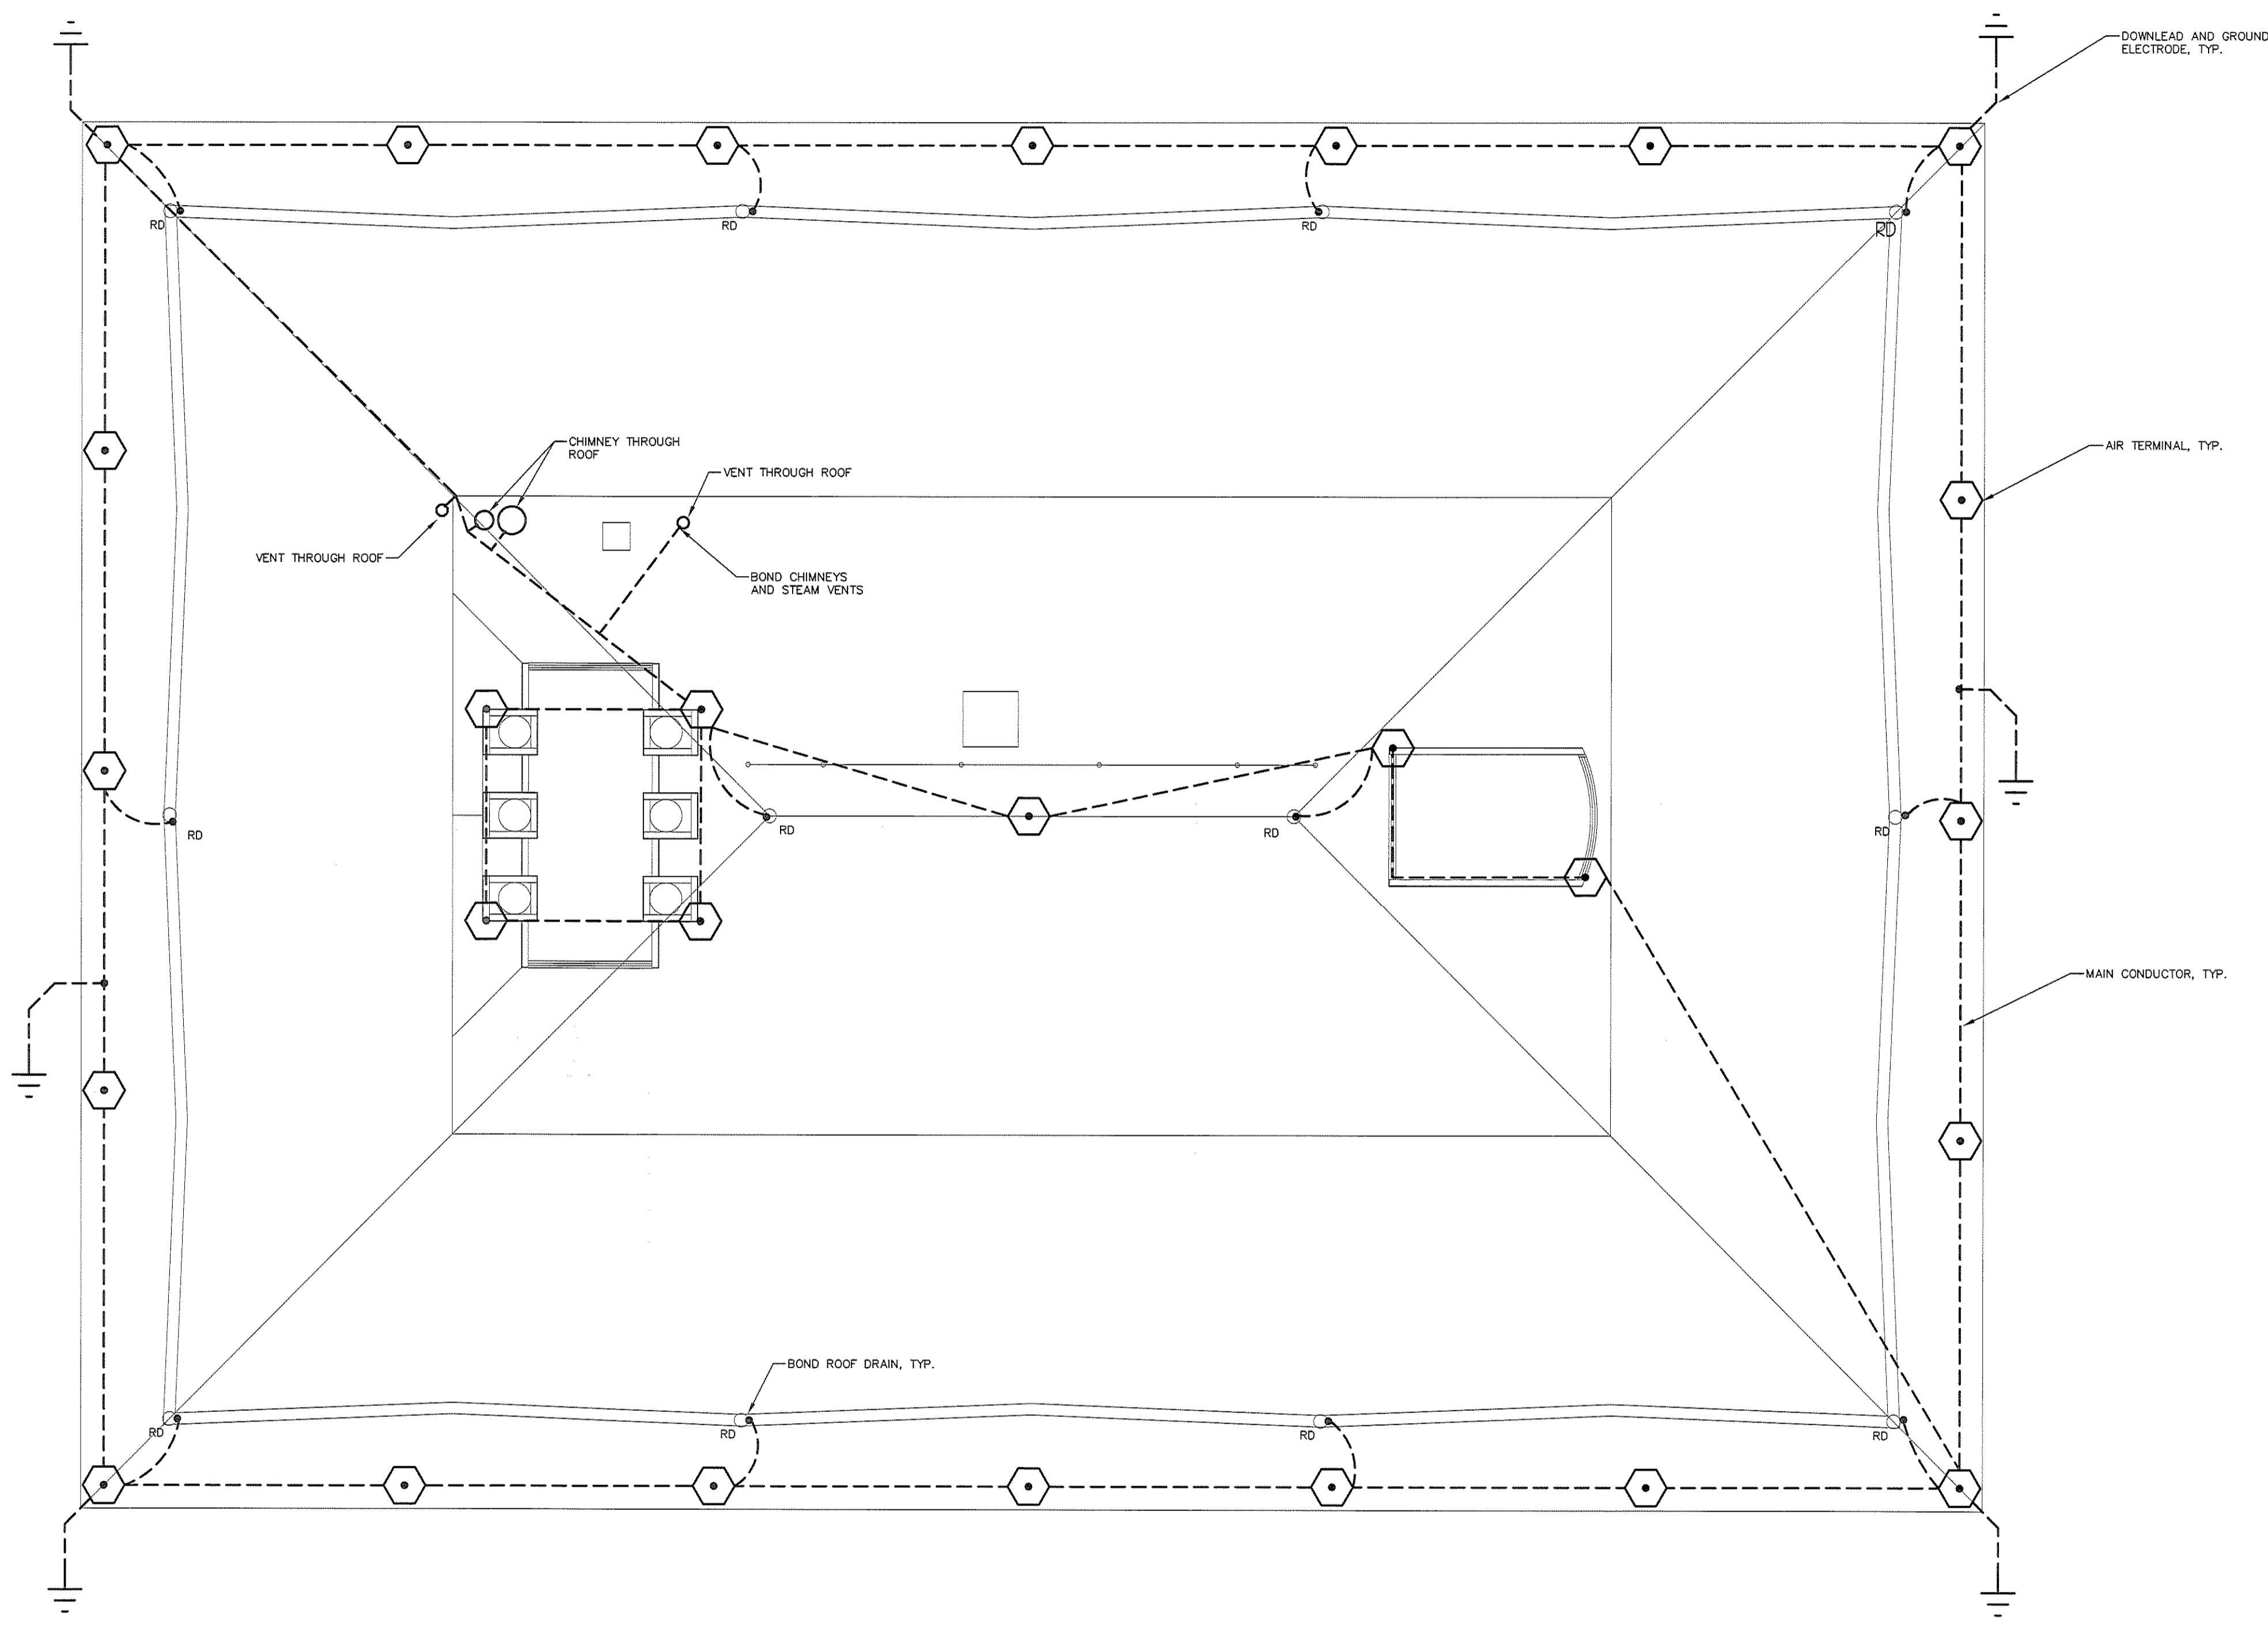 DOWNLEAD AND GROUND
ELECTRODE, TYP.
RD
RD
RD
RD
CHIMNEY THROUGH
ROOF
AIR TERMINAL, TYP.
VENT THROUGH ROOF
VENT THROUGH ROOF
BOND CHIMNEYS
AND STEAM VENTS
RD
RD
RD
RD
MAIN CONDUCTOR, TYP.
BOND ROOF DRAIN, TYP.
RD
RD
RD
RD